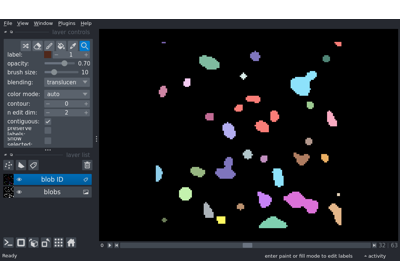 File View Window Plugins Help
layer controls
label: 1
opacity: 0.70
brush size: 10
blending: translucen
color mode: auto
contour: 0
n edit dim: 2
contiguous:
preserve
labels:
show
selected:
layer list
blob ID
blobs
0 32 63
Ready enter paint or fill mode to edit labels activity